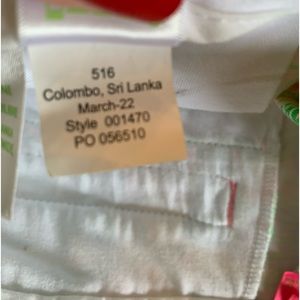 516
Colombo, Sri Lanka
March-22
Style 001470
PO 056510